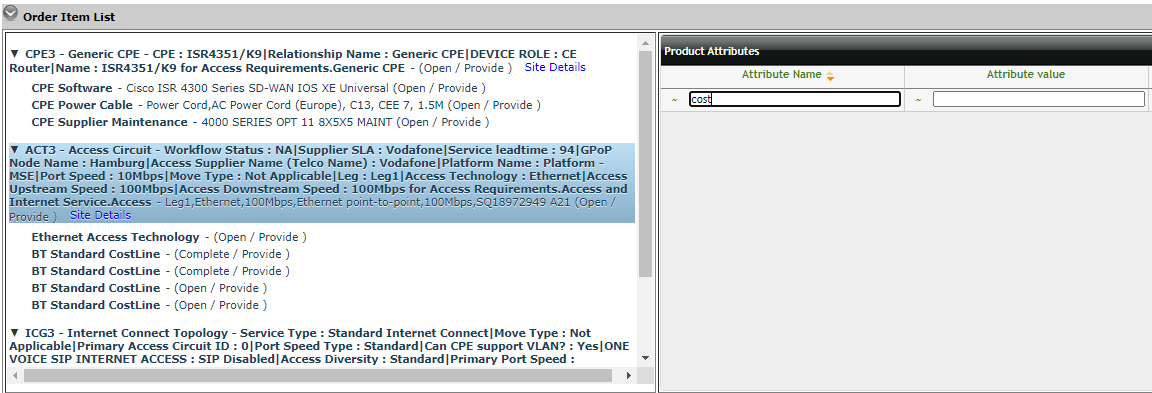 Order Item List
▼ CPE3 - Generic CPE - CPE : ISR4351/K9|Relationship Name : Generic CPE|DEVICE ROLE : CE
Router|Name : ISR4351/K9 for Access Requirements.Generic CPE - (Open / Provide ) Site Details
CPE Software - Cisco ISR 4300 Series SD-WAN IOS XE Universal (Open / Provide )
CPE Power Cable - Power Cord,AC Power Cord (Europe), C13, CEE 7, 1.5M (Open / Provide )
CPE Supplier Maintenance - 4000 SERIES OPT 11 8X5X5 MAINT (Open / Provide )
▼ ACT3 - Access Circuit - Workflow Status : NA|Supplier SLA : Vodafone|Service leadtime : 94|GPoP
Node Name : Hamburg|Access Supplier Name (Telco Name) : Vodafone|Platform Name : Platform -
MSE|Port Speed : 10Mbps|Move Type : Not Applicable|Leg : Leg1|Access Technology : Ethernet|Access
Upstream Speed : 100Mbps|Access Downstream Speed : 100Mbps for Access Requirements.Access and
Internet Service.Access - Leg1,Ethernet,100Mbps,Ethernet point-to-point,100Mbps,SQ18972949 A21 (Open /
Provide ) Site Details
Ethernet Access Technology - (Open / Provide )
BT Standard CostLine - (Complete / Provide )
BT Standard CostLine - (Complete / Provide )
BT Standard CostLine - (Open / Provide )
BT Standard CostLine - (Open / Provide )
▼ ICG3 - Internet Connect Topology - Service Type : Standard Internet Connect|Move Type : Not
Applicable|Primary Access Circuit ID : 0|Port Speed Type : Standard|Can CPE support VLAN? : Yes|ONE
VOICE SIP INTERNET ACCESS : SIP Disabled|Access Diversity : Standard|Primary Port Speed :
Product Attributes
Attribute Name Attribute value
~ cost ~